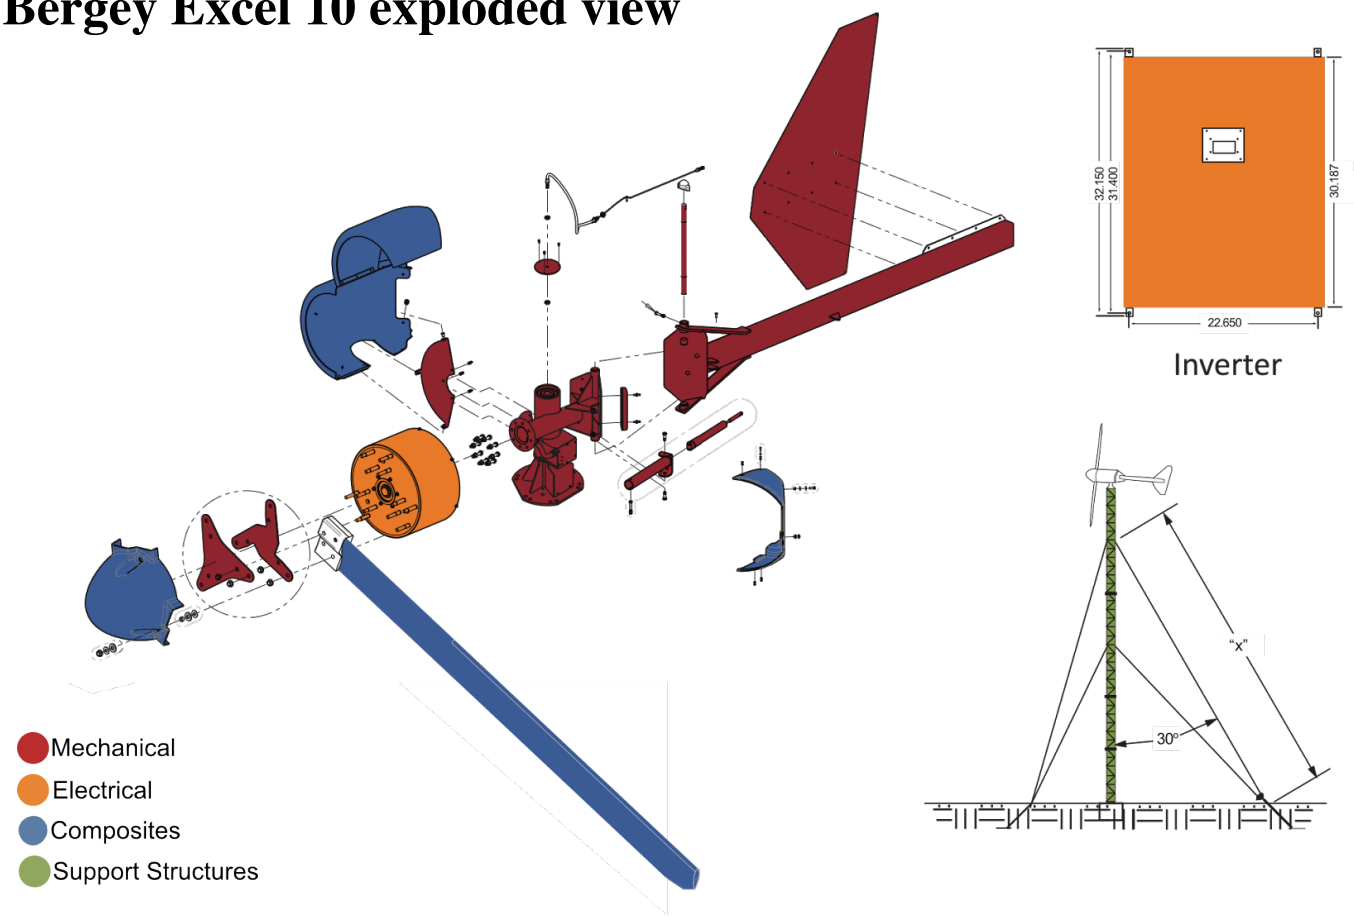 Bergey Excel 10 exploded view
32.150
31.400
30.187
22.650
Inverter
"x"
30º
Mechanical
Electrical
Composites
Support Structures